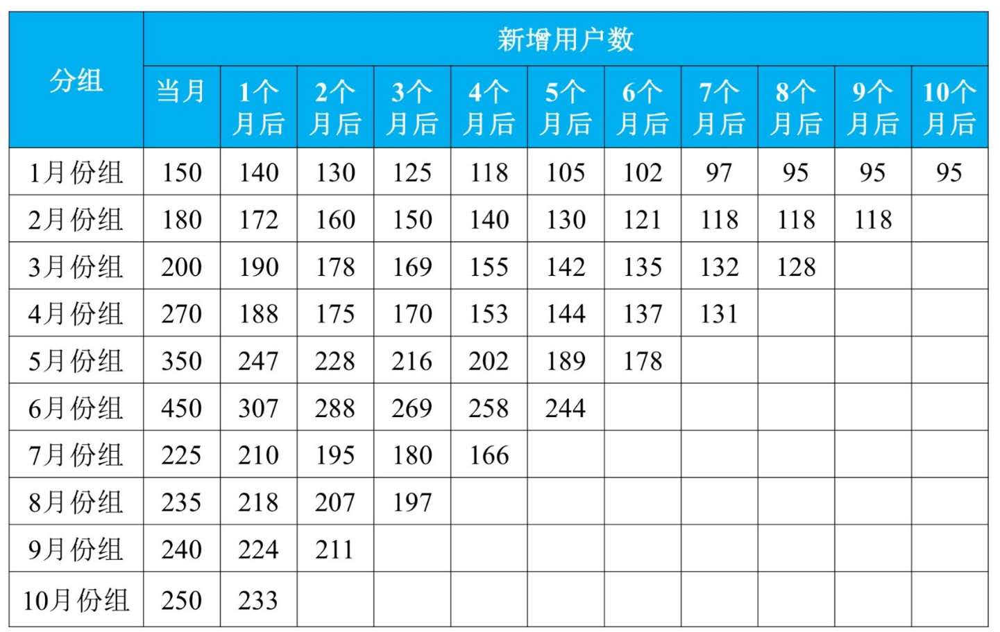 分组 新增用户数
当月 1个月后 2个月后 3个月后 4个月后 5个月后 6个月后 7个月后 8个月后 9个月后 10个月后
1月份组 150 140 130 125 118 105 102 97 95 95 95
2月份组 180 172 160 150 140 130 121 118 118 118
3月份组 200 190 178 169 155 142 135 132 128
4月份组 270 188 175 170 153 144 137 131
5月份组 350 247 228 216 202 189 178
6月份组 450 307 288 269 258 244
7月份组 225 210 195 180 166
8月份组 235 218 207 197
9月份组 240 224 211
10月份组 250 233